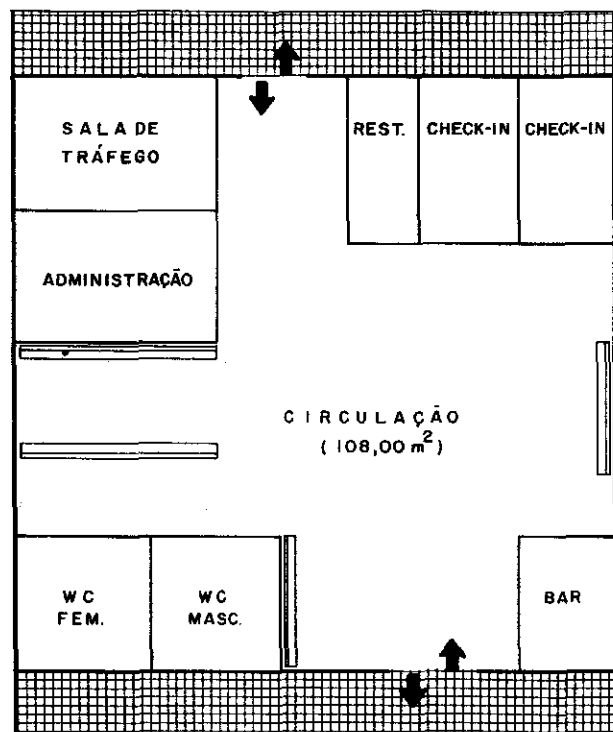 SALA DE
TRÁFEGO
REST.
CHECK-IN
CHECK-IN
ADMINISTRAÇÃO
CIRCULAÇÃO
(108,00 m²)
WC
FEM.
WC
MASC.
BAR